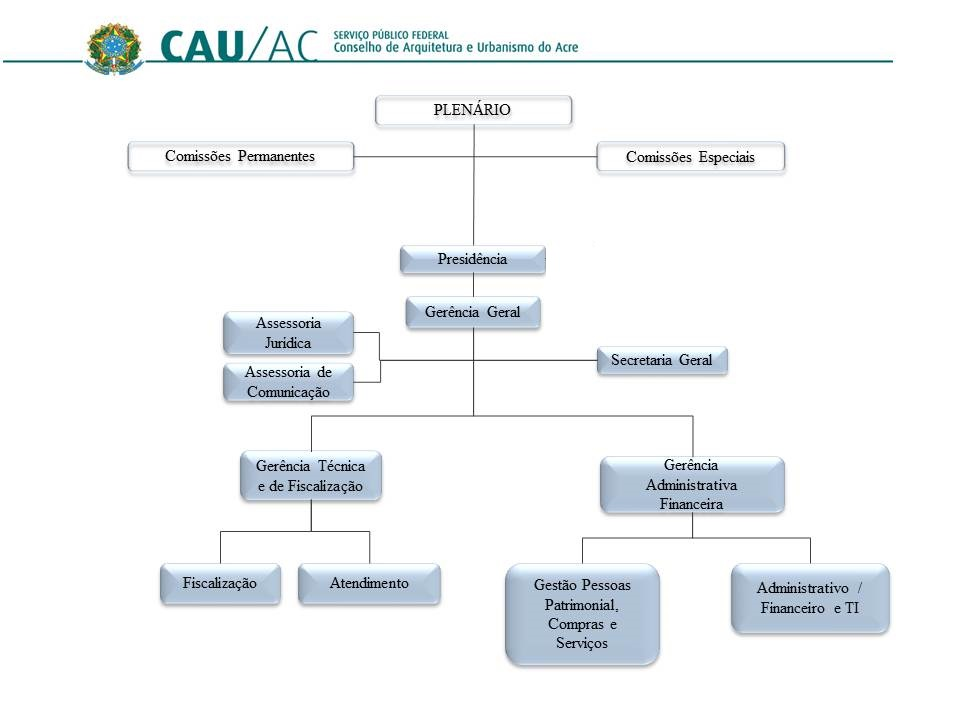 CAU/AC
SERVIÇO PÚBLICO FEDERAL
Conselho de Arquitetura e Urbanismo do Acre
PLENÁRIO
Comissões Permanentes
Comissões Especiais
Presidência
Gerência Geral
Assessoria
Jurídica
Secretaria Geral
Assessoria de
Comunicação
Gerência Técnica
e de Fiscalização
Gerência
Administrativa
Financeira
Fiscalização
Atendimento
Gestão Pessoas
Patrimonial,
Compras e
Serviços
Administrativo /
Financeiro e TI